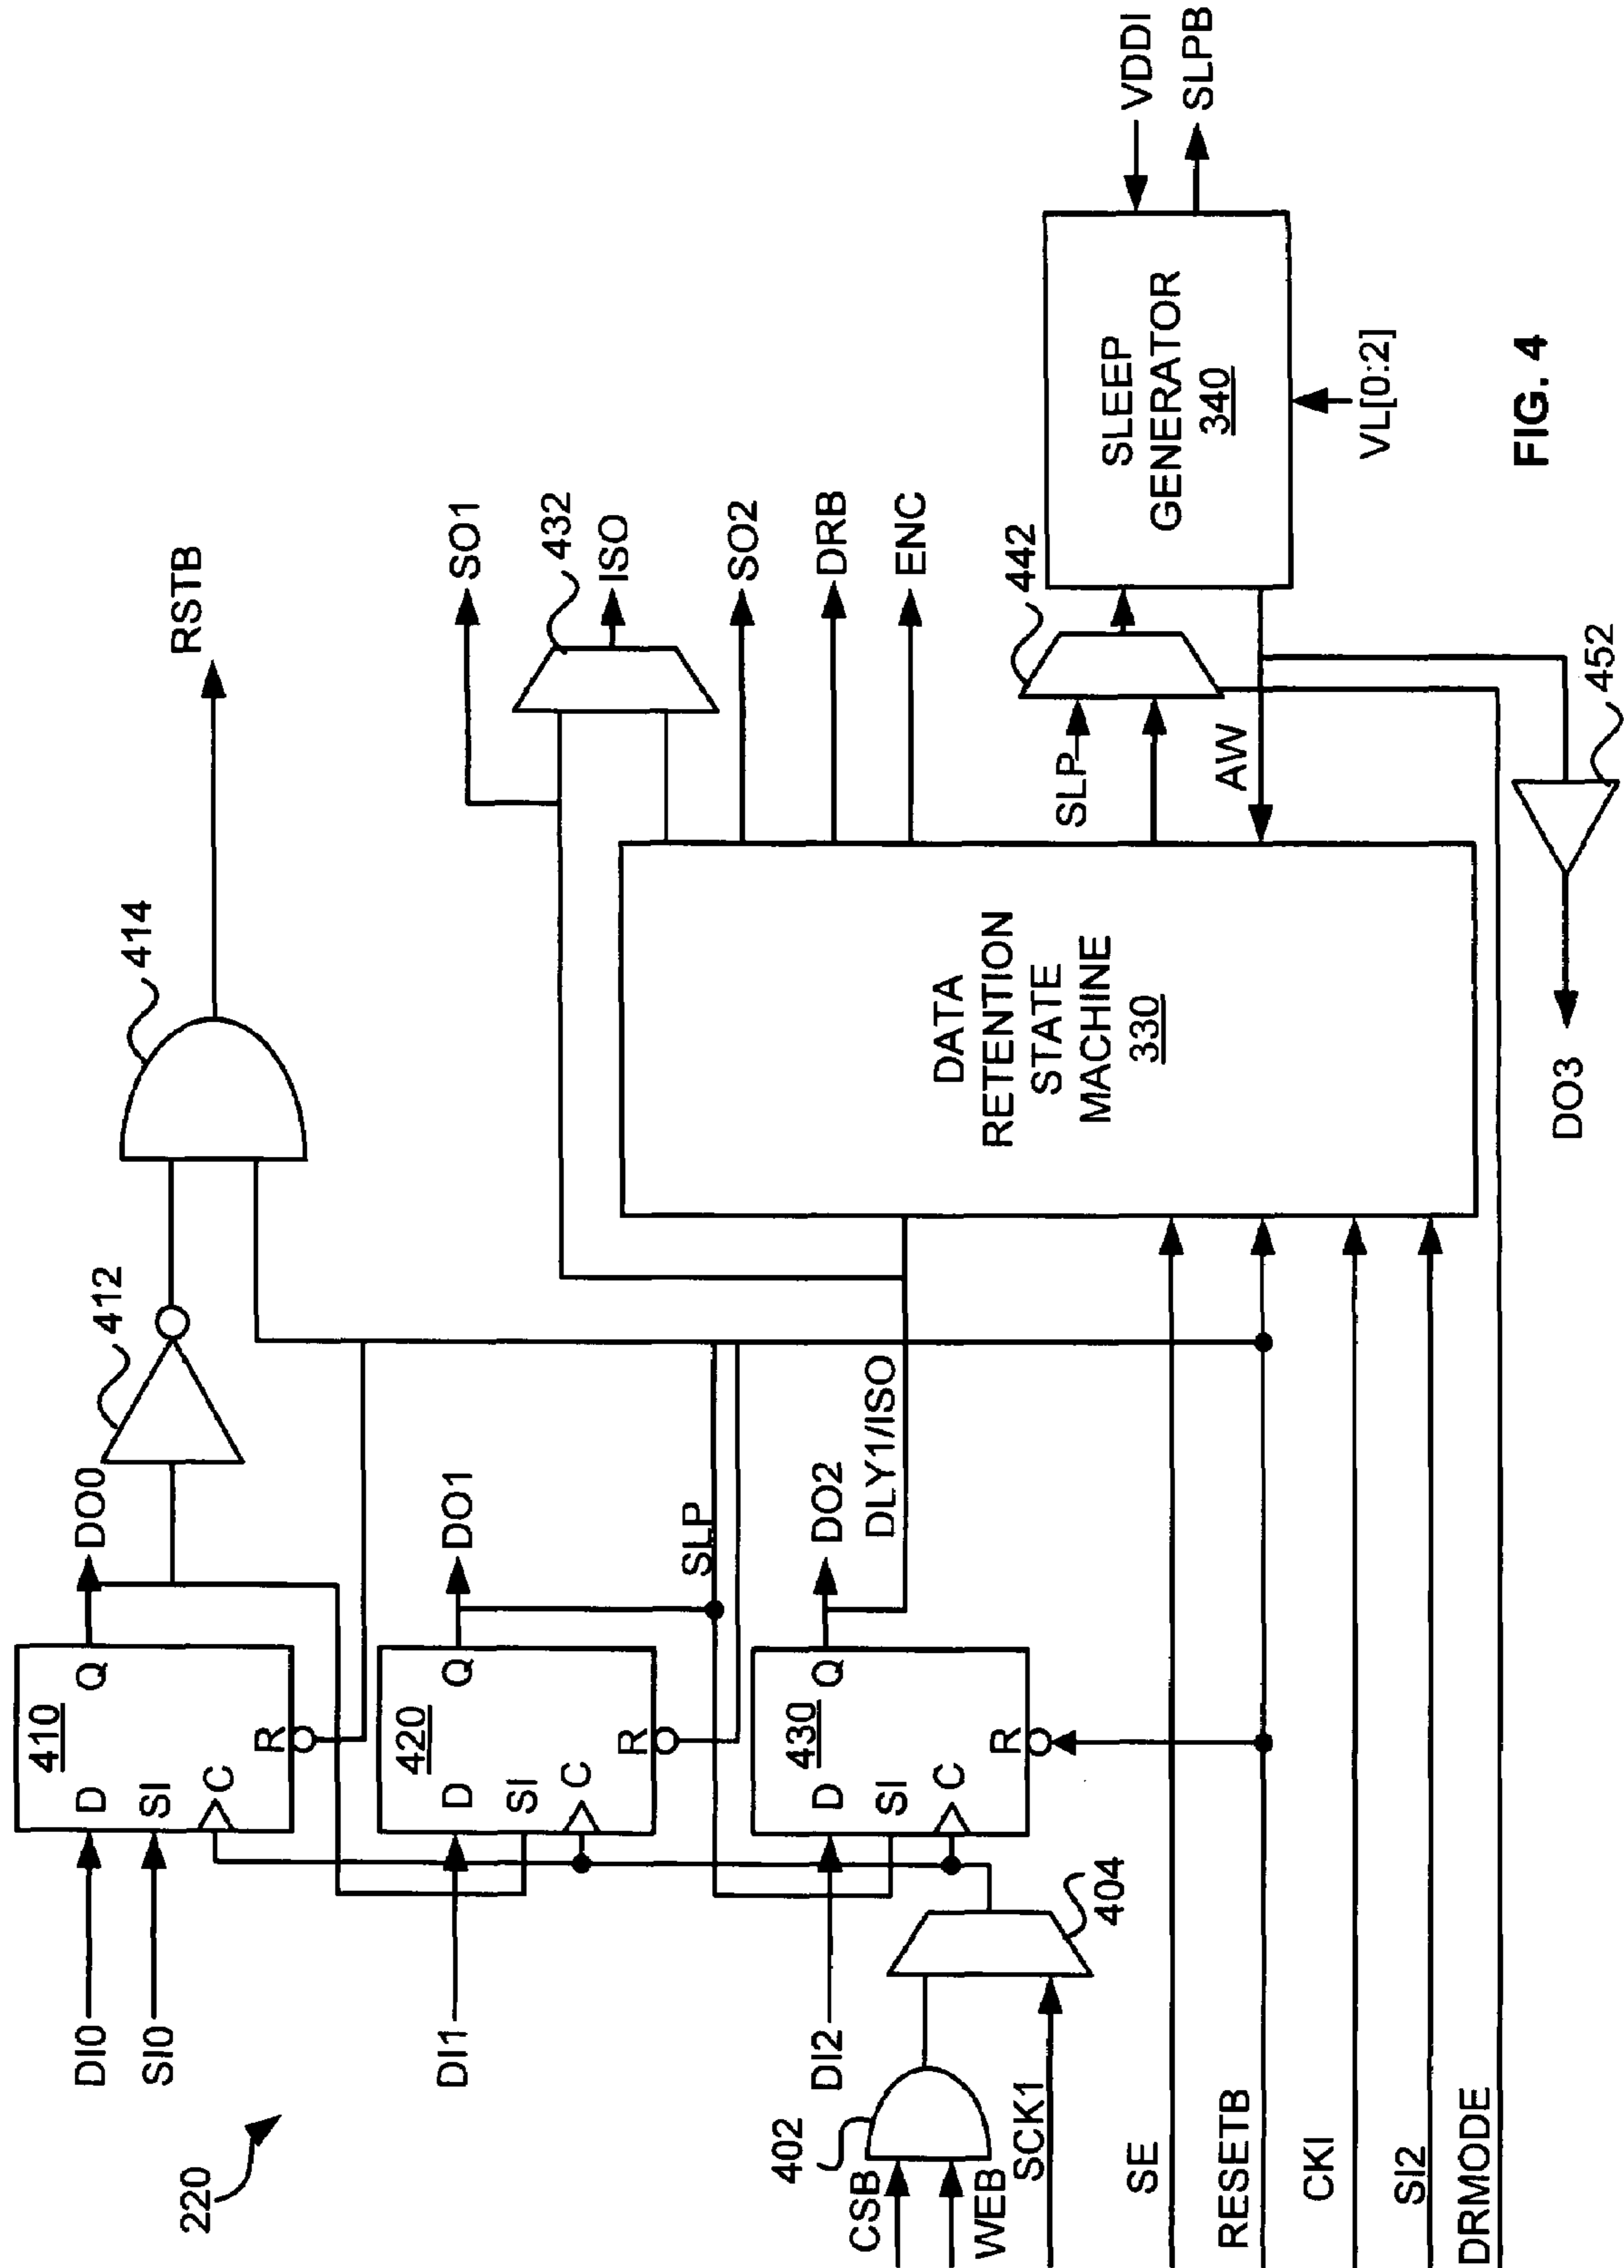 220
DI0
SI0
D
SI
C
410
Q
R
DO0
412
414
RSTB
DI1
D
SI
C
420
Q
R
DO1
SLP
DI2
D
SI
C
430
Q
R
DO2
DLY1/ISO
402
404
CSB
WEB
SCK1
SE
RESETB
CKI
SI2
DRMODE
DATA
RETENTION
STATE
MACHINE
330
SO1
432
ISO
SO2
DRB
ENC
SLP
442
AW
SLEEP
GENERATOR
340
VDDI
SLPB
VL[0:2]
452
DO3
FIG. 4